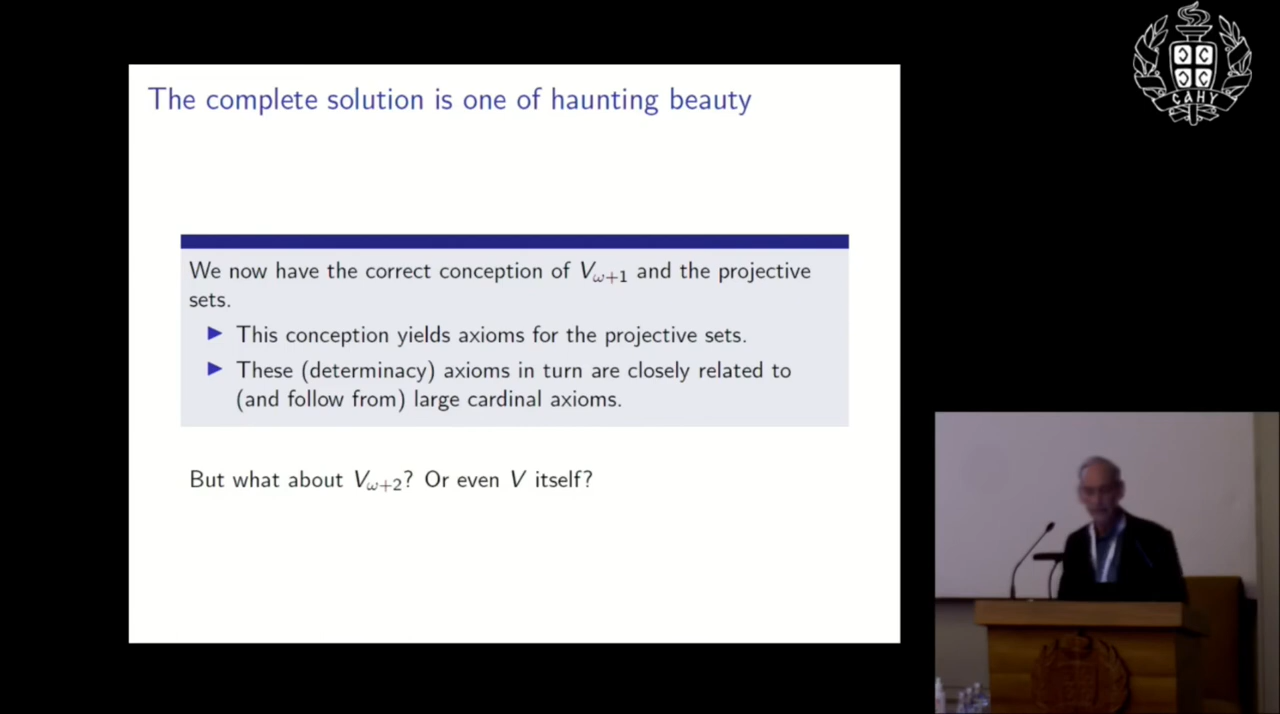 The complete solution is one of haunting beauty
We now have the correct conception of V_{ω+1} and the projective
sets.
▶ This conception yields axioms for the projective sets.
▶ These (determinacy) axioms in turn are closely related to
(and follow from) large cardinal axioms.
But what about V_{ω+2}? Or even V itself?
САНУ